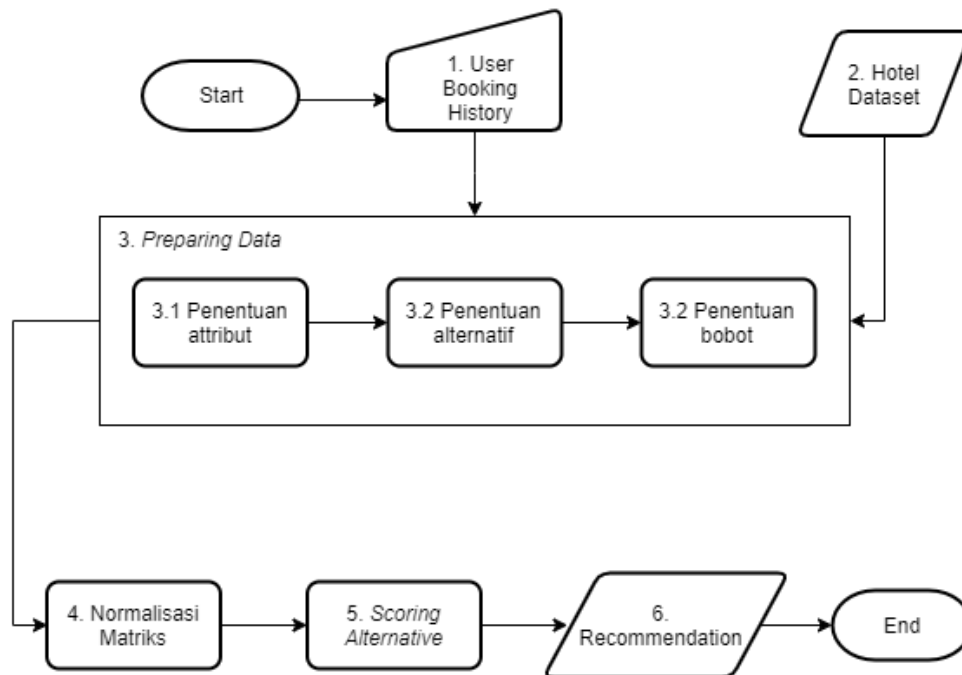 Start
1. User
Booking
History
2. Hotel
Dataset
3. Preparing Data
3.1 Penentuan
attribut
3.2 Penentuan
alternatif
3.2 Penentuan
bobot
4. Normalisasi
Matriks
5. Scoring
Alternative
6.
Recommendation
End